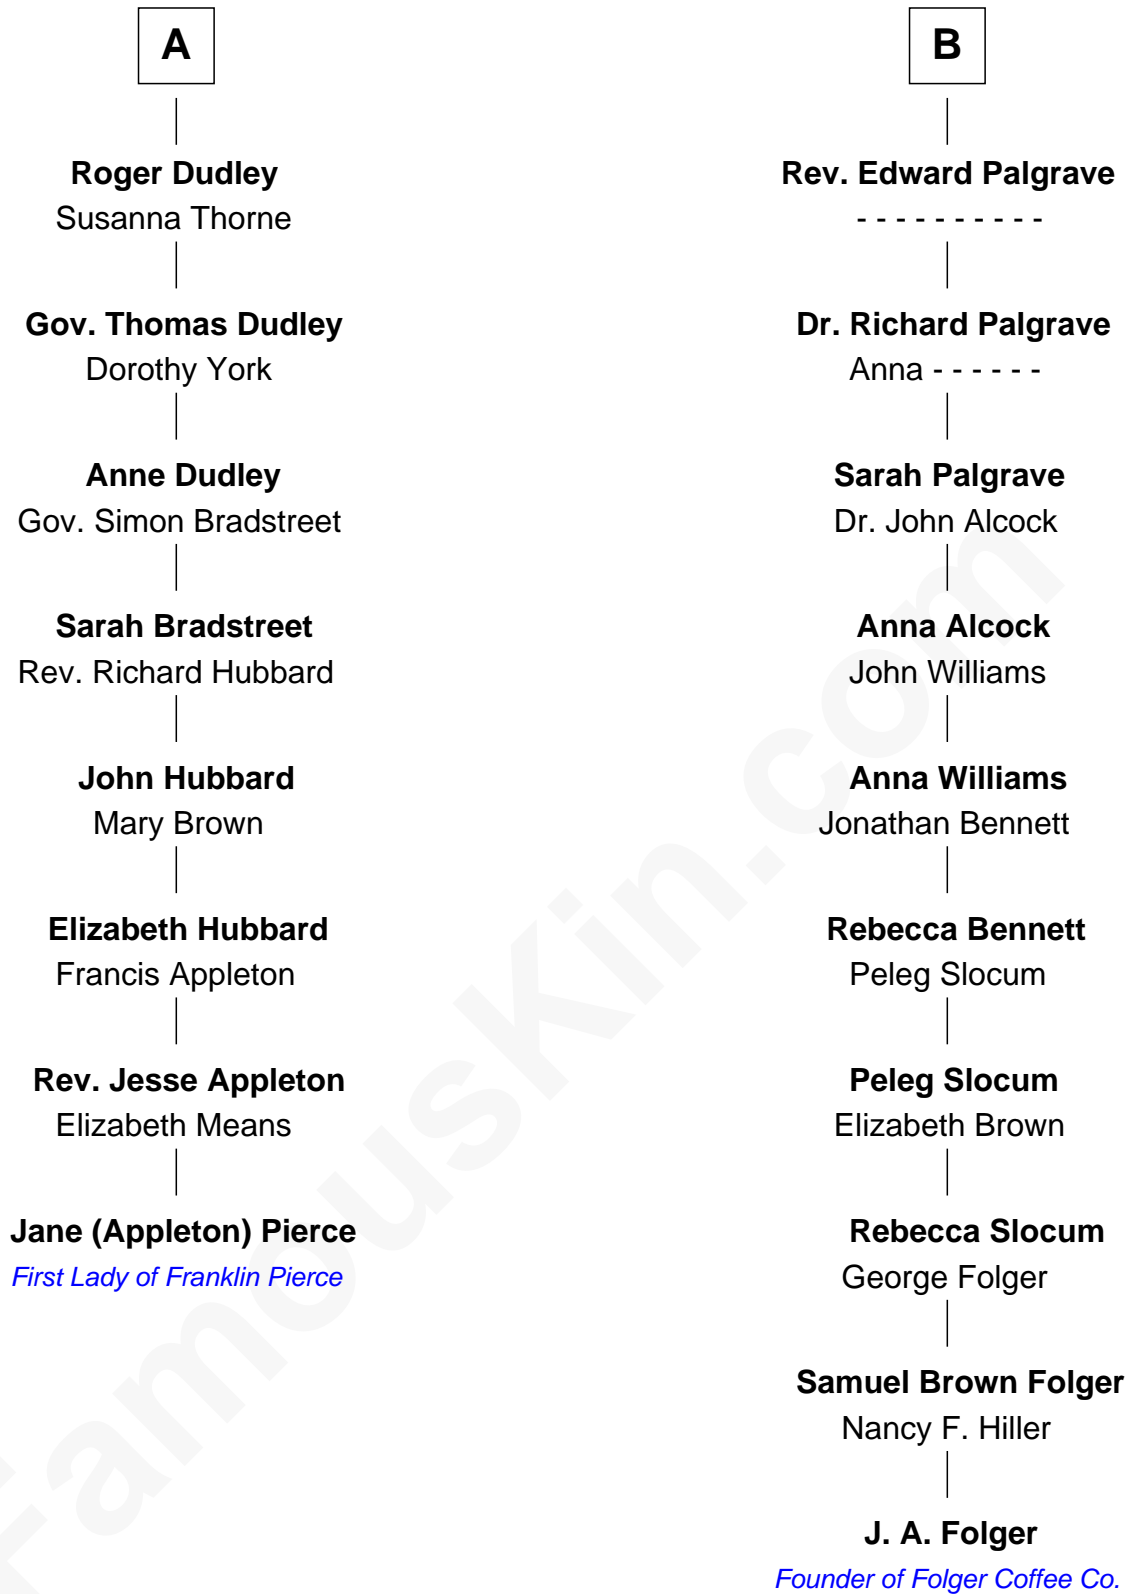 A
Roger Dudley
Susanna Thorne
Gov. Thomas Dudley
Dorothy York
Anne Dudley
Gov. Simon Bradstreet
Sarah Bradstreet
Rev. Richard Hubbard
John Hubbard
Mary Brown
Elizabeth Hubbard
Francis Appleton
Rev. Jesse Appleton
Elizabeth Means
Jane (Appleton) Pierce
First Lady of Franklin Pierce
B
Rev. Edward Palgrave
- - - - - - - - - -
Dr. Richard Palgrave
Anna - - - - - -
Sarah Palgrave
Dr. John Alcock
Anna Alcock
John Williams
Anna Williams
Jonathan Bennett
Rebecca Bennett
Peleg Slocum
Peleg Slocum
Elizabeth Brown
Rebecca Slocum
George Folger
Samuel Brown Folger
Nancy F. Hiller
J. A. Folger
Founder of Folger Coffee Co.
FamousKin.com